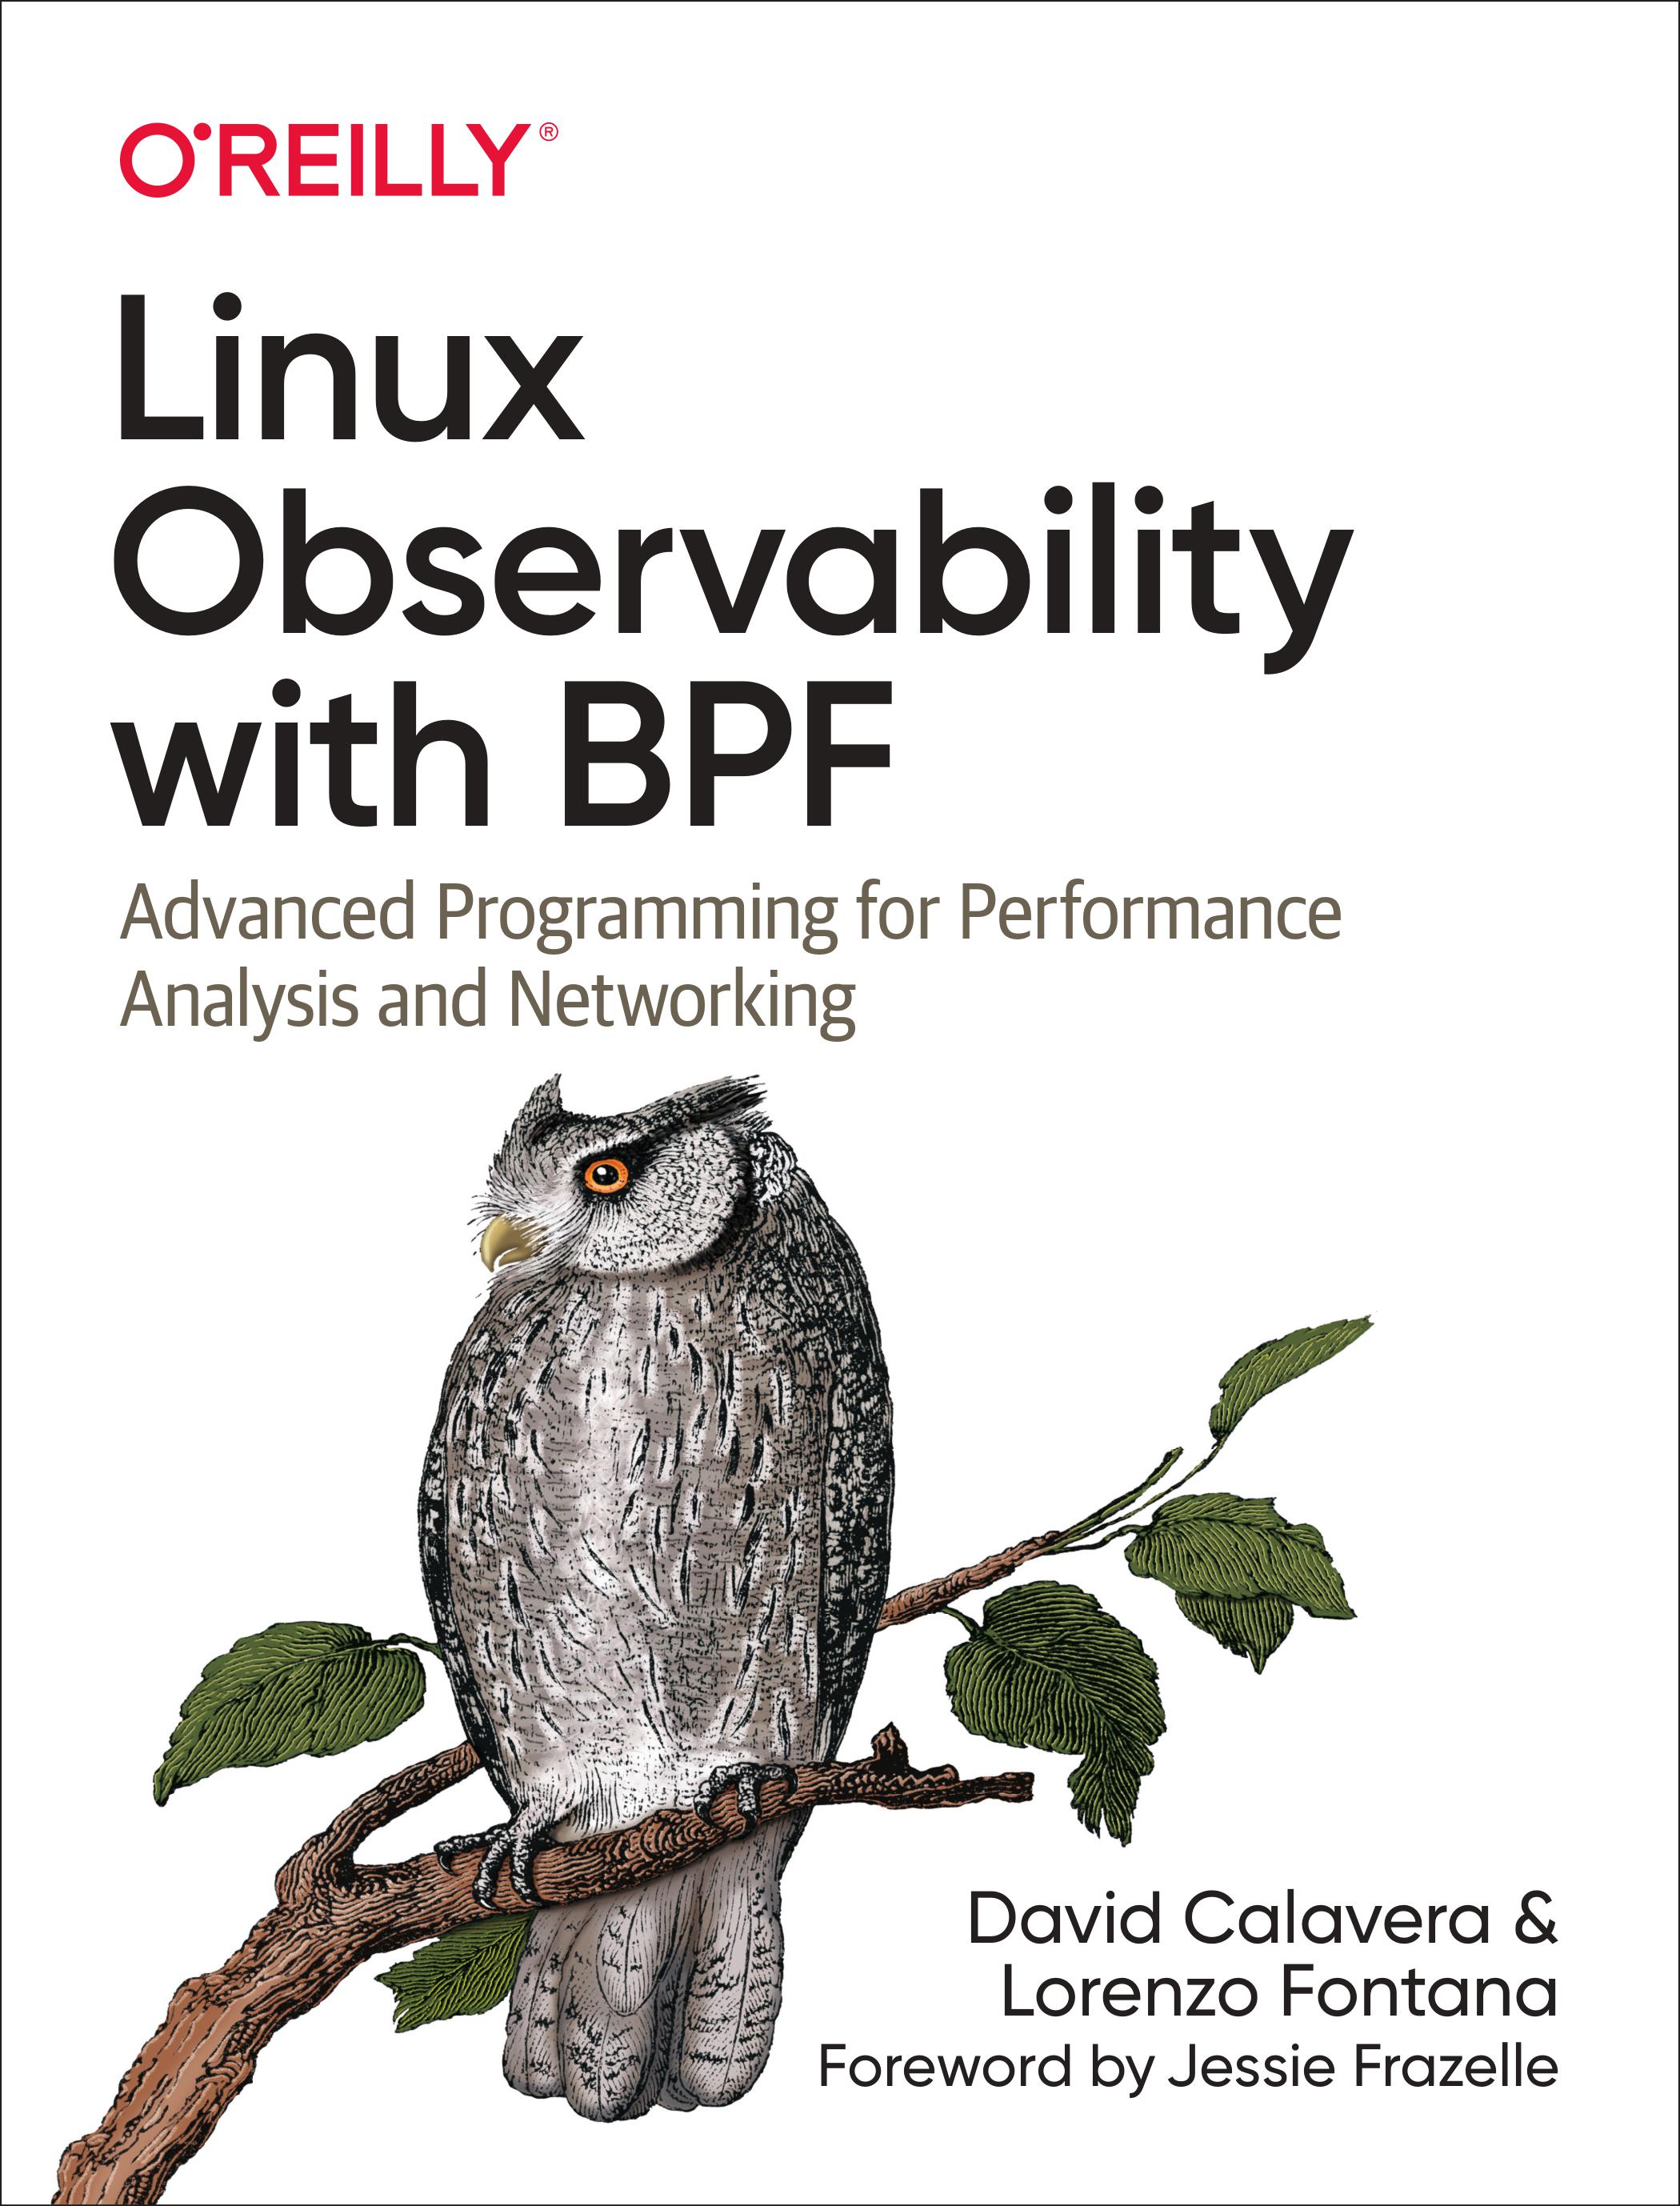 O'REILLY®
Linux
Observability
with BPF
Advanced Programming for Performance
Analysis and Networking
David Calavera &
Lorenzo Fontana
Foreword by Jessie Frazelle